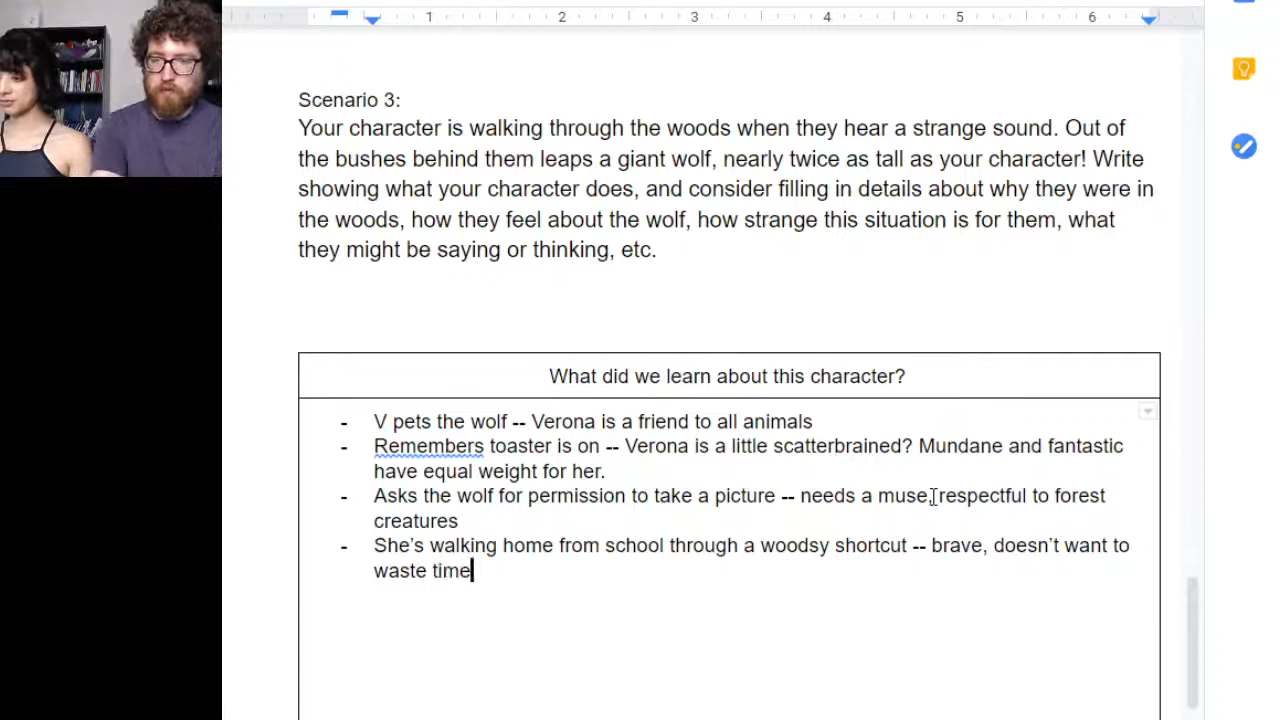 1 2 3 4 5 6
Scenario 3:
Your character is walking through the woods when they hear a strange sound. Out of
the bushes behind them leaps a giant wolf, nearly twice as tall as your character! Write
showing what your character does, and consider filling in details about why they were in
the woods, how they feel about the wolf, how strange this situation is for them, what
they might be saying or thinking, etc.
What did we learn about this character?
- V pets the wolf -- Verona is a friend to all animals
- Remembers toaster is on -- Verona is a little scatterbrained? Mundane and fantastic
have equal weight for her.
- Asks the wolf for permission to take a picture -- needs a muse, respectful to forest
creatures
- She's walking home from school through a woodsy shortcut -- brave, doesn't want to
waste time